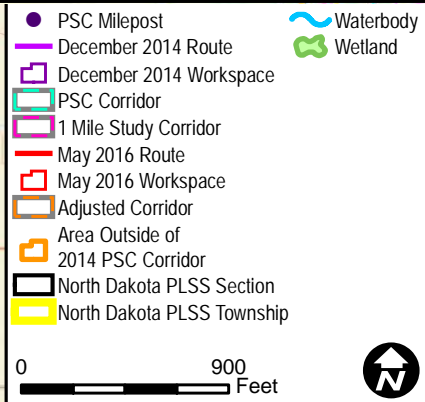 PSC Milepost
December 2014 Route
December 2014 Workspace
PSC Corridor
1 Mile Study Corridor
May 2016 Route
May 2016 Workspace
Adjusted Corridor
Area Outside of
2014 PSC Corridor
North Dakota PLSS Section
North Dakota PLSS Township
Waterbody
Wetland
0 900
Feet
N